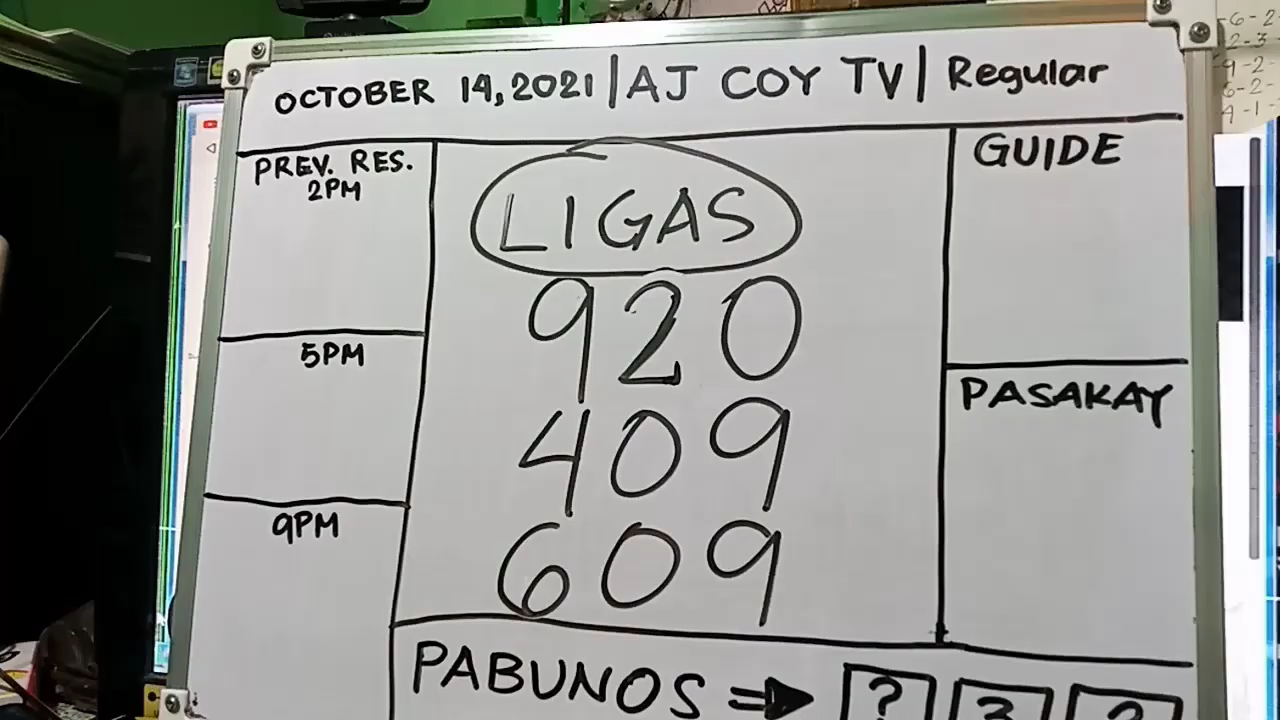 OCTOBER 14, 2021 | AJ COY TV | Regular
PREV. RES.
2PM
5PM
9PM
LIGAS
920
409
609
GUIDE
PASAKAY
PABUNOS ⇒ ? ? ?